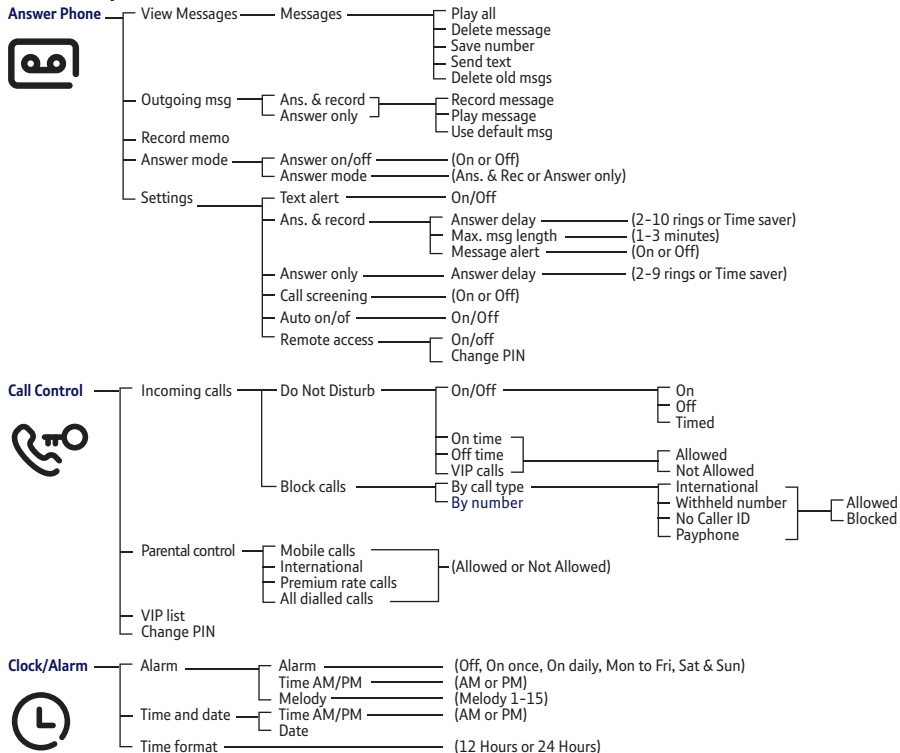 Answer Phone View Messages Messages Play all
Delete message
Save number
Send text
Delete old msgs
Outgoing msg Ans. & record Record message
Answer only Play message
Use default msg
Record memo
Answer mode Answer on/off (On or Off)
Answer mode (Ans. & Rec or Answer only)
Settings Text alert On/Off
Ans. & record Answer delay (2-10 rings or Time saver)
Max. msg length (1-3 minutes)
Message alert (On or Off)
Answer only Answer delay (2-9 rings or Time saver)
Call screening (On or Off)
Auto on/of On/Off
Remote access On/off
Change PIN
Call Control Incoming calls Do Not Disturb On/Off On
Off
Timed
On time
Off time Allowed
VIP calls Not Allowed
Block calls By call type International
By number Withheld number Allowed
No Caller ID Blocked
Payphone
Parental control Mobile calls
International (Allowed or Not Allowed)
Premium rate calls
All dialled calls
VIP list
Change PIN
Clock/Alarm Alarm Alarm (Off, On once, On daily, Mon to Fri, Sat & Sun)
Time AM/PM (AM or PM)
Melody (Melody 1-15)
Time and date Time AM/PM (AM or PM)
Date
Time format (12 Hours or 24 Hours)